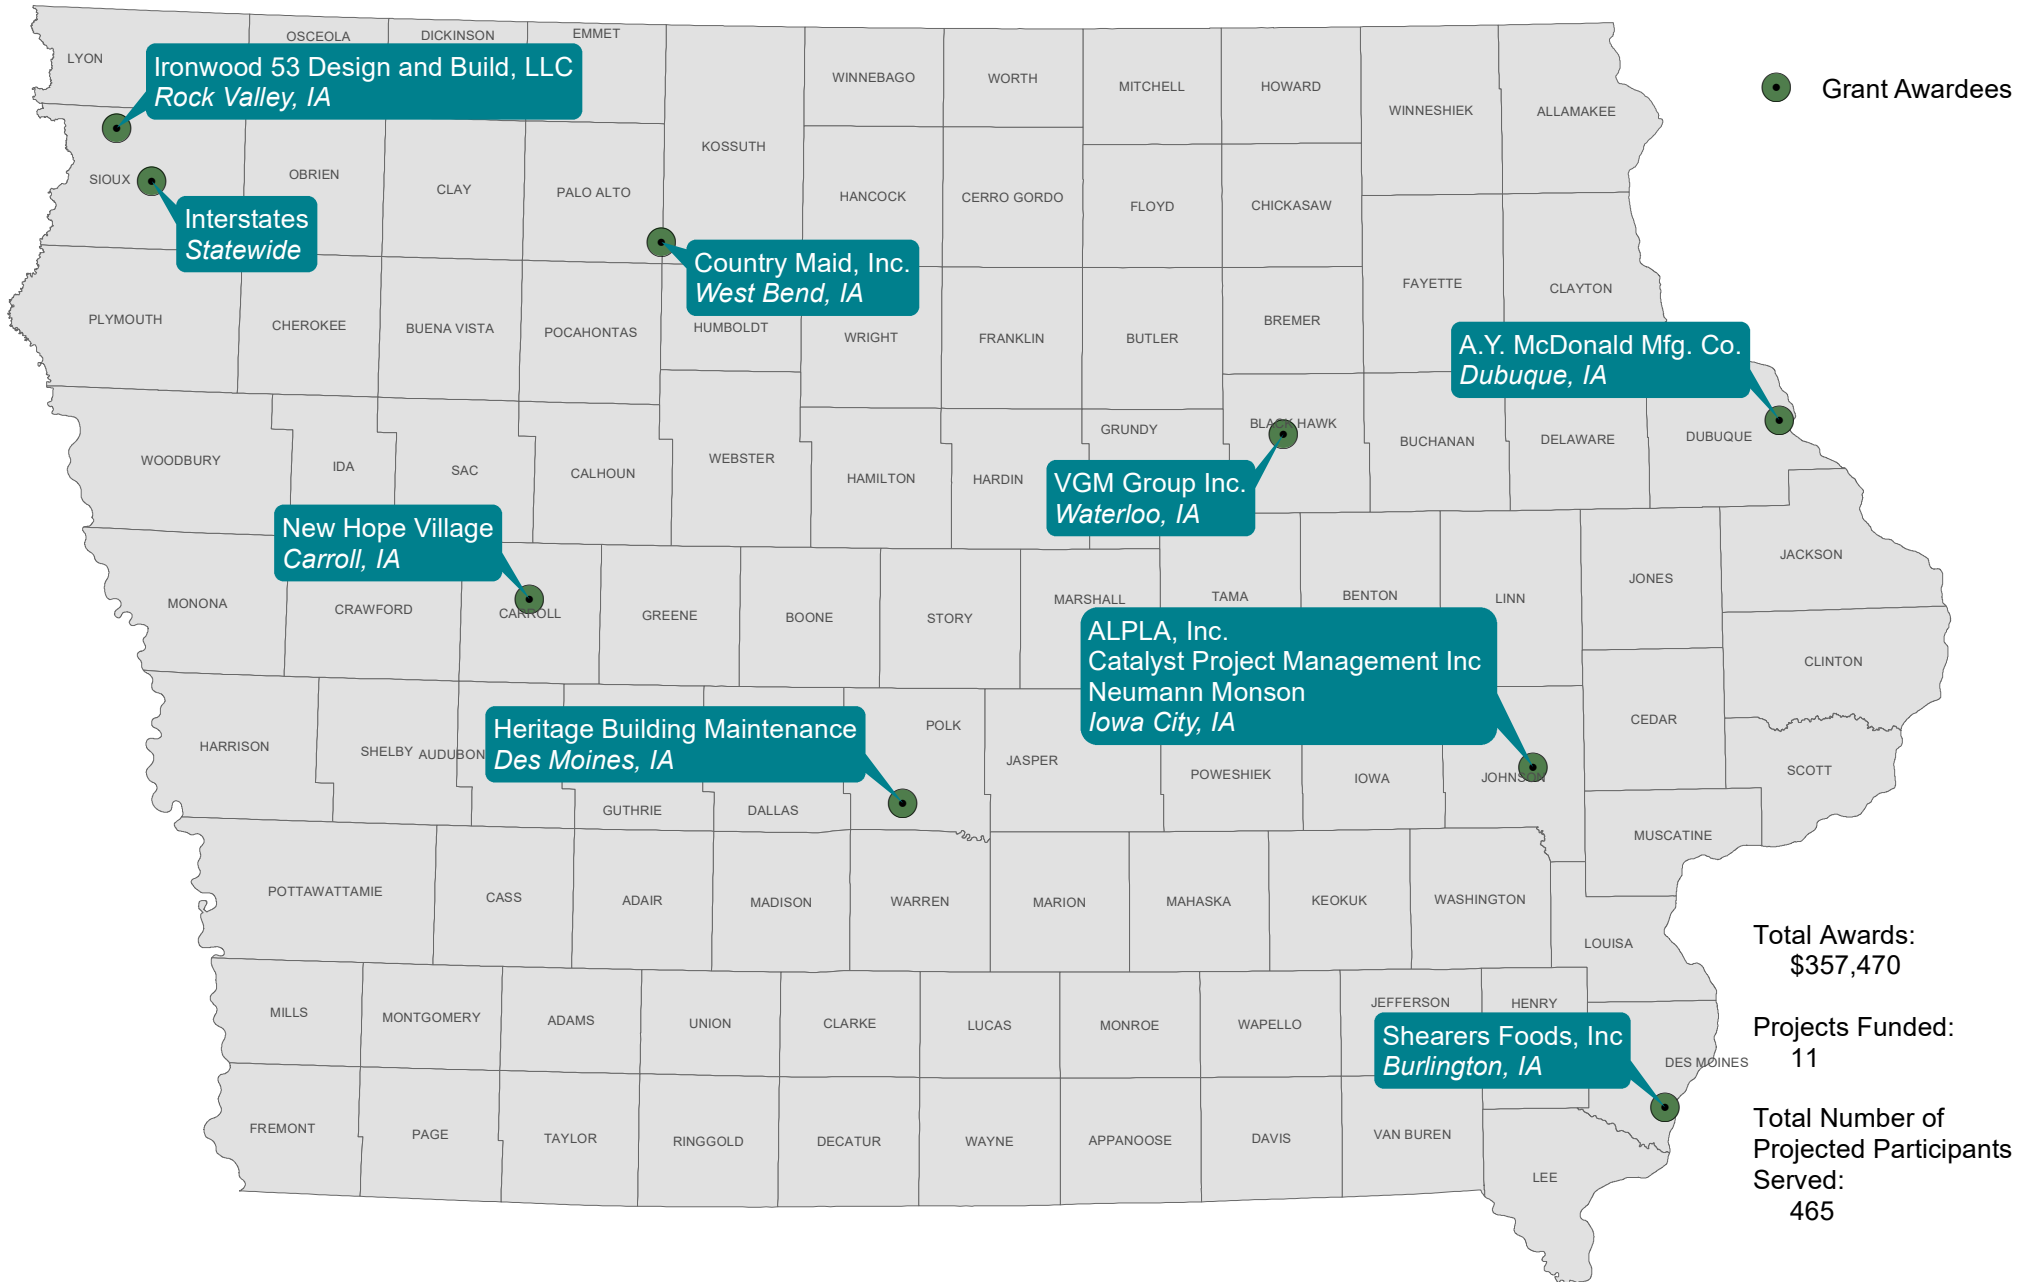 OSCEOLA
DICKINSON
EMMET
LYON
Ironwood 53 Design and Build, LLC
Rock Valley, IA
WINNEBAGO
WORTH
MITCHELL
HOWARD
WINNESHIEK
ALLAMAKEE
Grant Awardees
KOSSUTH
SIOUX
OBRIEN
CLAY
PALO ALTO
HANCOCK
CERRO GORDO
FLOYD
CHICKASAW
Interstates
Statewide
Country Maid, Inc.
West Bend, IA
FAYETTE
CLAYTON
PLYMOUTH
CHEROKEE
BUENA VISTA
POCAHONTAS
HUMBOLDT
WRIGHT
FRANKLIN
BUTLER
BREMER
A.Y. McDonald Mfg. Co.
Dubuque, IA
WOODBURY
IDA
SAC
CALHOUN
WEBSTER
HAMILTON
HARDIN
GRUNDY
BLACK HAWK
BUCHANAN
DELAWARE
DUBUQUE
VGM Group Inc.
Waterloo, IA
New Hope Village
Carroll, IA
MONONA
CRAWFORD
CARROLL
GREENE
BOONE
STORY
MARSHALL
TAMA
BENTON
LINN
JONES
JACKSON
ALPLA, Inc.
Catalyst Project Management Inc
Neumann Monson
Iowa City, IA
CLINTON
HARRISON
SHELBY
AUDUBON
Heritage Building Maintenance
Des Moines, IA
GUTHRIE
DALLAS
POLK
JASPER
POWESHIEK
IOWA
JOHNSON
CEDAR
SCOTT
MUSCATINE
POTTAWATTAMIE
CASS
ADAIR
MADISON
WARREN
MARION
MAHASKA
KEOKUK
WASHINGTON
LOUISA
Total Awards:
$357,470
MILLS
MONTGOMERY
ADAMS
UNION
CLARKE
LUCAS
MONROE
WAPELLO
JEFFERSON
HENRY
Shearers Foods, Inc
Burlington, IA
DES MOINES
Projects Funded:
11
FREMONT
PAGE
TAYLOR
RINGGOLD
DECATUR
WAYNE
APPANOOSE
DAVIS
VAN BUREN
LEE
Total Number of
Projected Participants
Served:
465